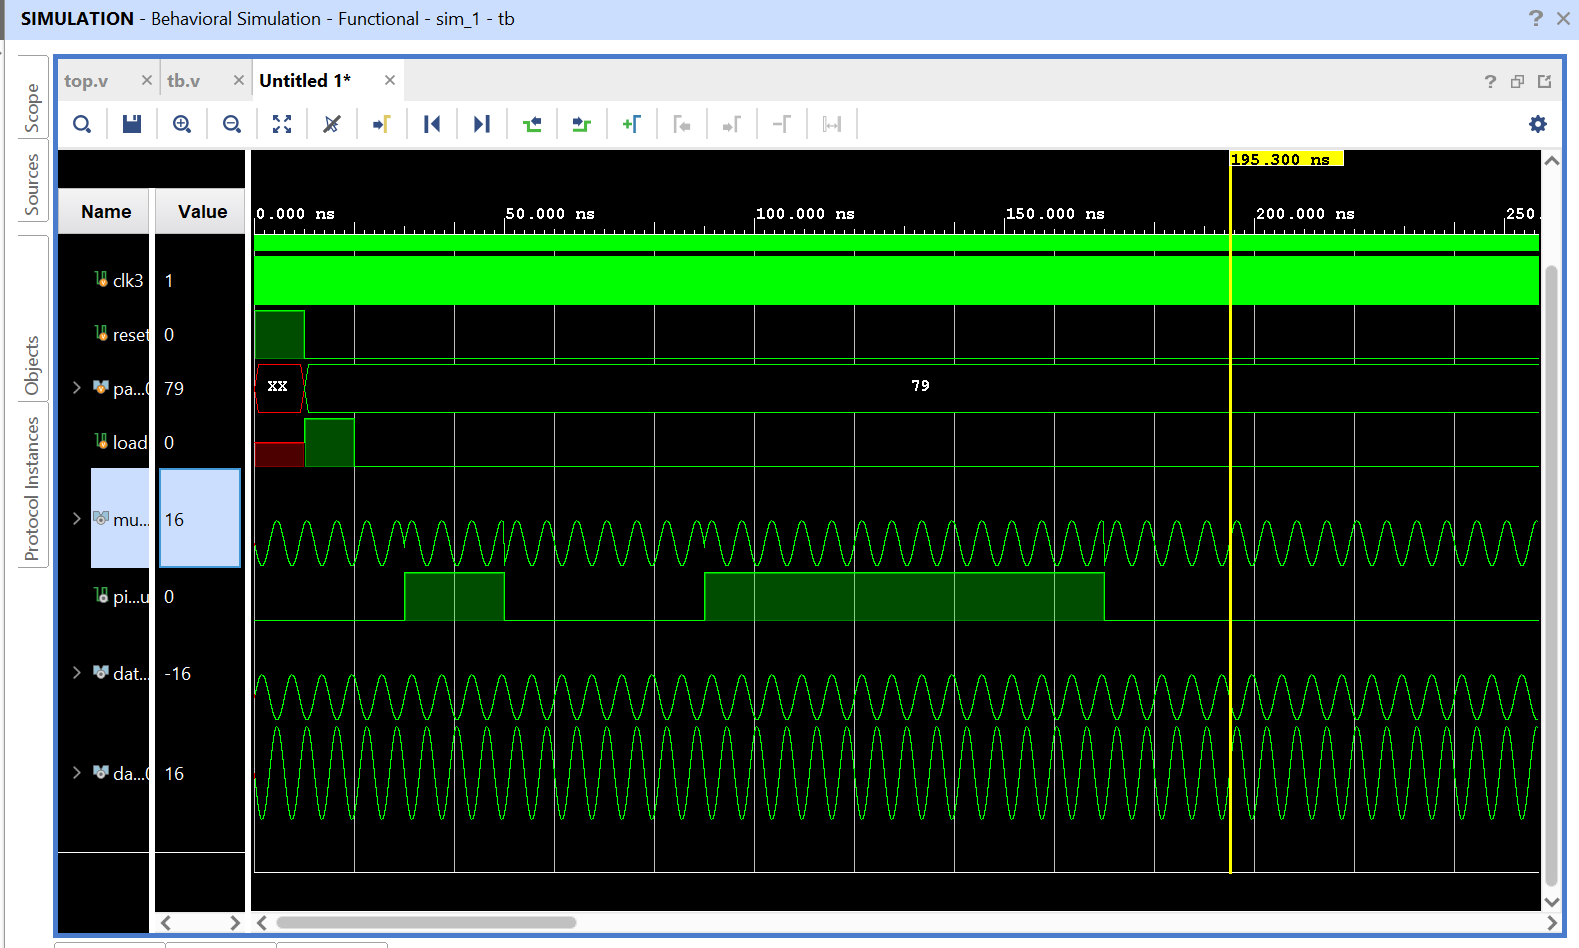 SIMULATION - Behavioral Simulation - Functional - sim_1 - tb
Scope
Sources
Objects
Protocol Instances
top.v
tb.v
Untitled 1*
195.300 ns
Name
Value
0.000 ns
50.000 ns
100.000 ns
150.000 ns
200.000 ns
250.
clk3
1
reset
0
pa...
79
XX
79
load
0
mu...
16
pi...u
0
dat...
-16
da...
16